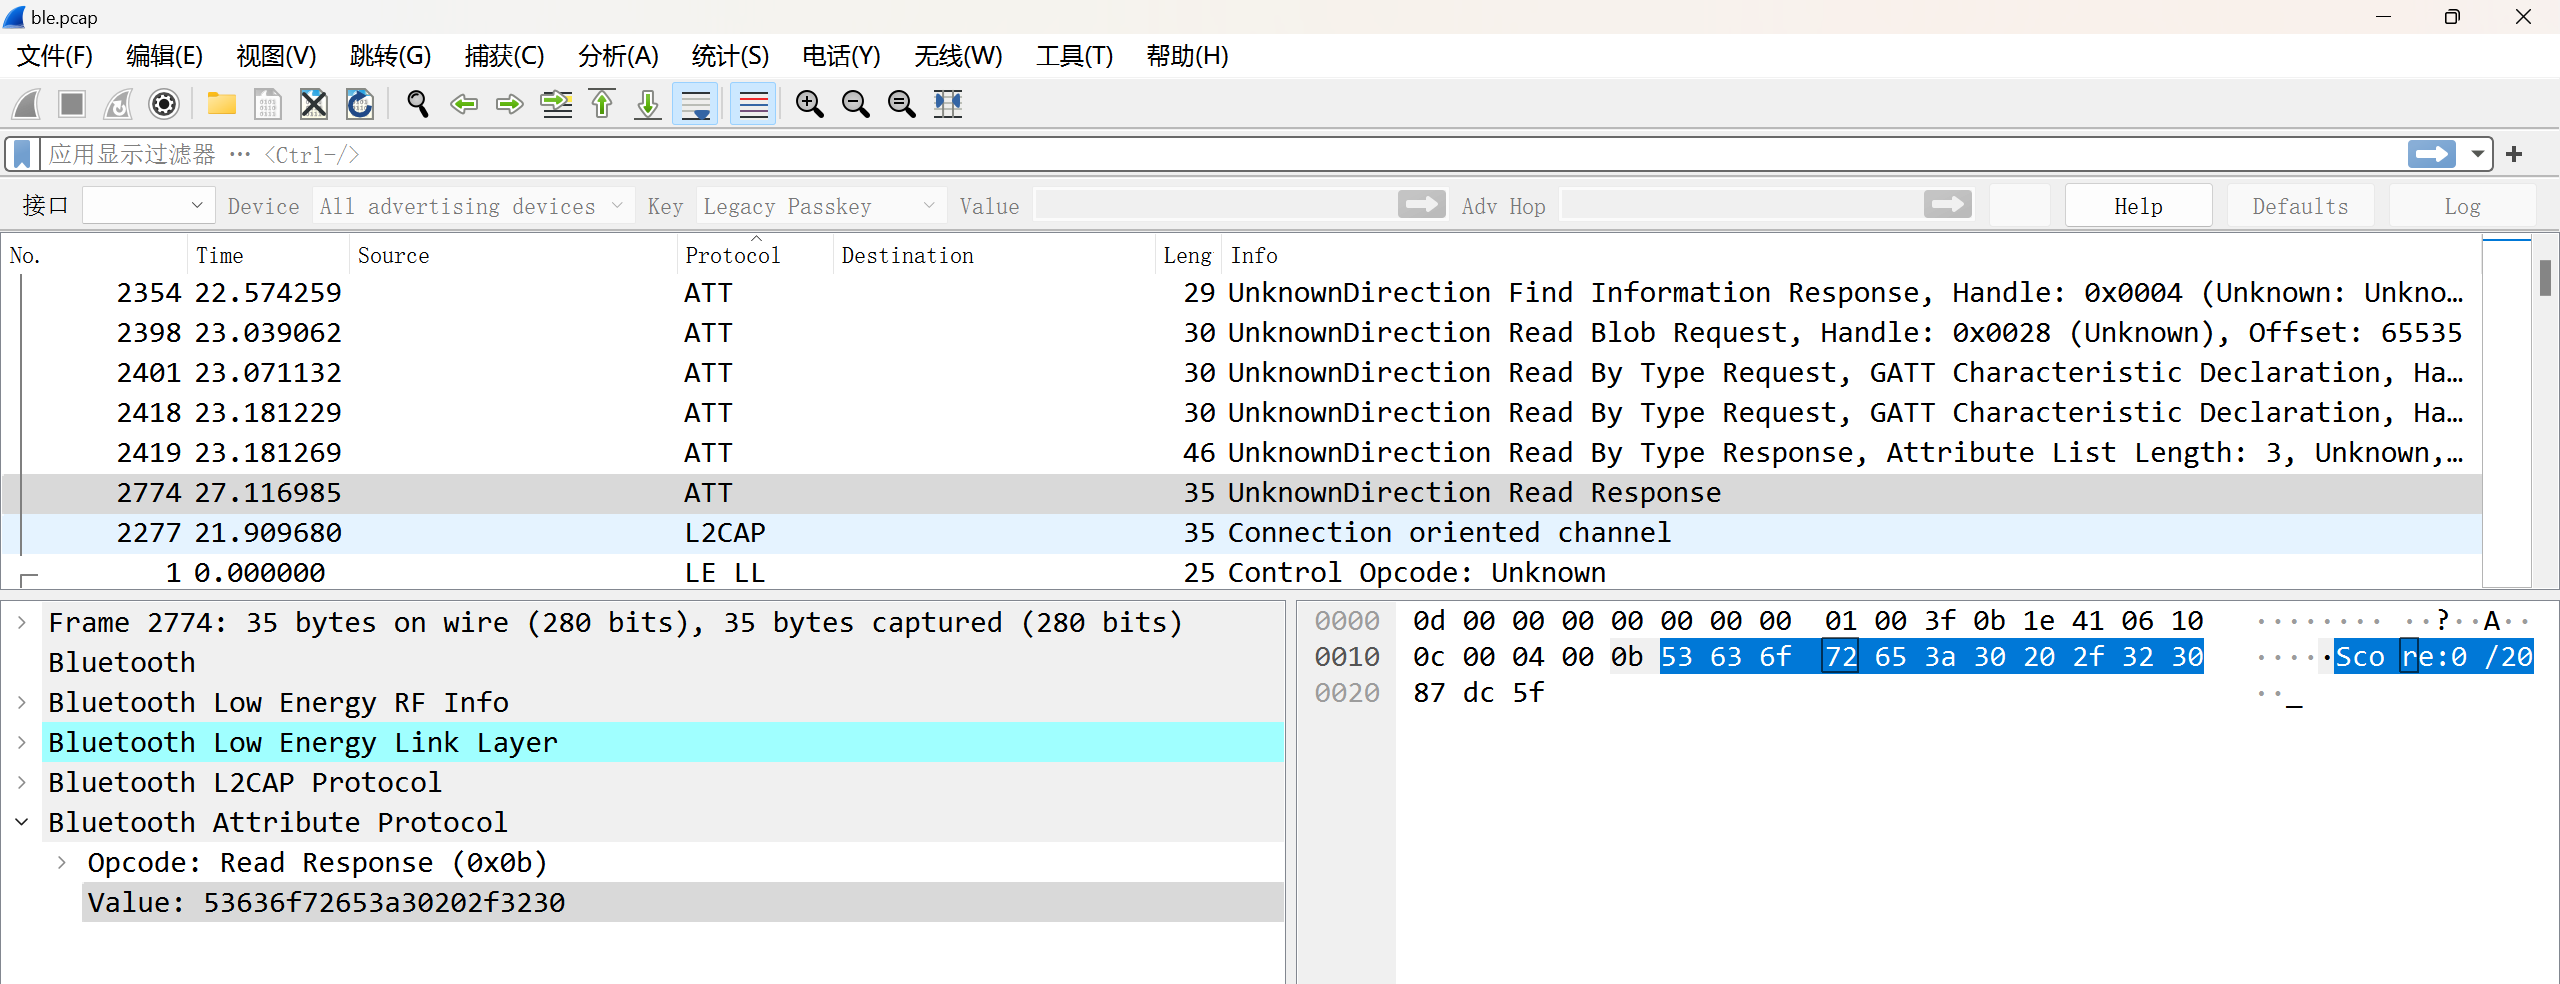 ble.pcap
文件(F) 编辑(E) 视图(V) 跳转(G) 捕获(C) 分析(A) 统计(S) 电话(Y) 无线(W) 工具(T) 帮助(H)
应用显示过滤器 … <Ctrl-/>
接口 Device All advertising devices Key Legacy Passkey Value Adv Hop Help Defaults Log
No. Time Source Protocol Destination Leng Info
2354 22.574259 ATT 29 UnknownDirection Find Information Response, Handle: 0x0004 (Unknown: Unkno…
2398 23.039062 ATT 30 UnknownDirection Read Blob Request, Handle: 0x0028 (Unknown), Offset: 65535
2401 23.071132 ATT 30 UnknownDirection Read By Type Request, GATT Characteristic Declaration, Ha…
2418 23.181229 ATT 30 UnknownDirection Read By Type Request, GATT Characteristic Declaration, Ha…
2419 23.181269 ATT 46 UnknownDirection Read By Type Response, Attribute List Length: 3, Unknown,…
2774 27.116985 ATT 35 UnknownDirection Read Response
2277 21.909680 L2CAP 35 Connection oriented channel
1 0.000000 LE LL 25 Control Opcode: Unknown
Frame 2774: 35 bytes on wire (280 bits), 35 bytes captured (280 bits)
Bluetooth
Bluetooth Low Energy RF Info
Bluetooth Low Energy Link Layer
Bluetooth L2CAP Protocol
Bluetooth Attribute Protocol
Opcode: Read Response (0x0b)
Value: 53636f72653a30202f3230
0000 0d 00 00 00 00 00 00 00 01 00 3f 0b 1e 41 06 10 ········ ··?··A··
0010 0c 00 04 00 0b 53 63 6f 72 65 3a 30 20 2f 32 30 ·····Sco re:0 /20
0020 87 dc 5f ··_